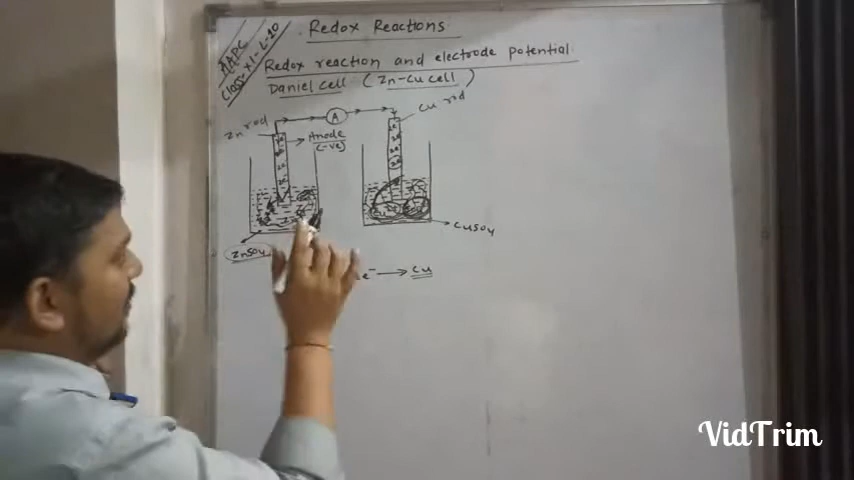 Redox Reactions
AAPC
Class-XI-L-10
Redox reaction and electrode potential
Daniel cell ( Zn-Cu cell )
A
Cu rod
Zn rod
Anode
(-ve)
CuSO4
ZnSO4
e⁻ → Cu
VidTrim